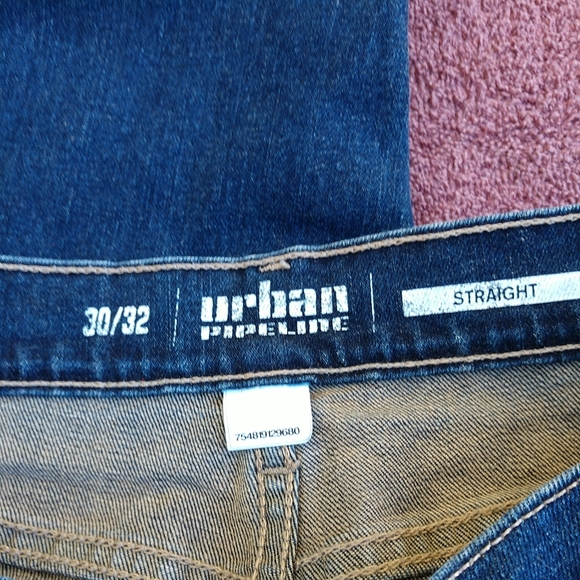 30/32
urban
PIPELINE
STRAIGHT
754819129680